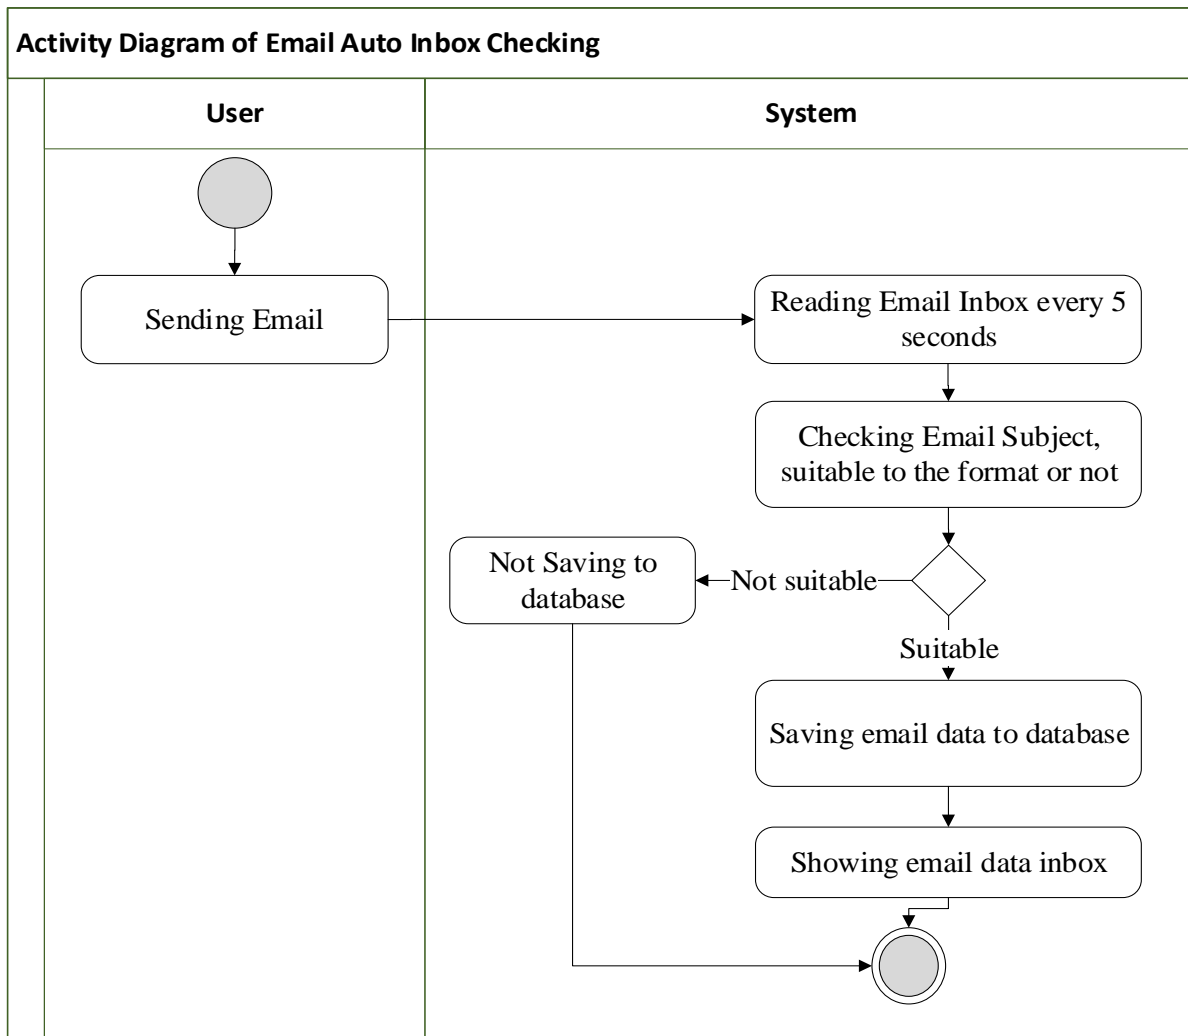 Activity Diagram of Email Auto Inbox Checking
User
System
Sending Email
Reading Email Inbox every 5
seconds
Checking Email Subject,
suitable to the format or not
Not Saving to
database
Not suitable
Suitable
Saving email data to database
Showing email data inbox